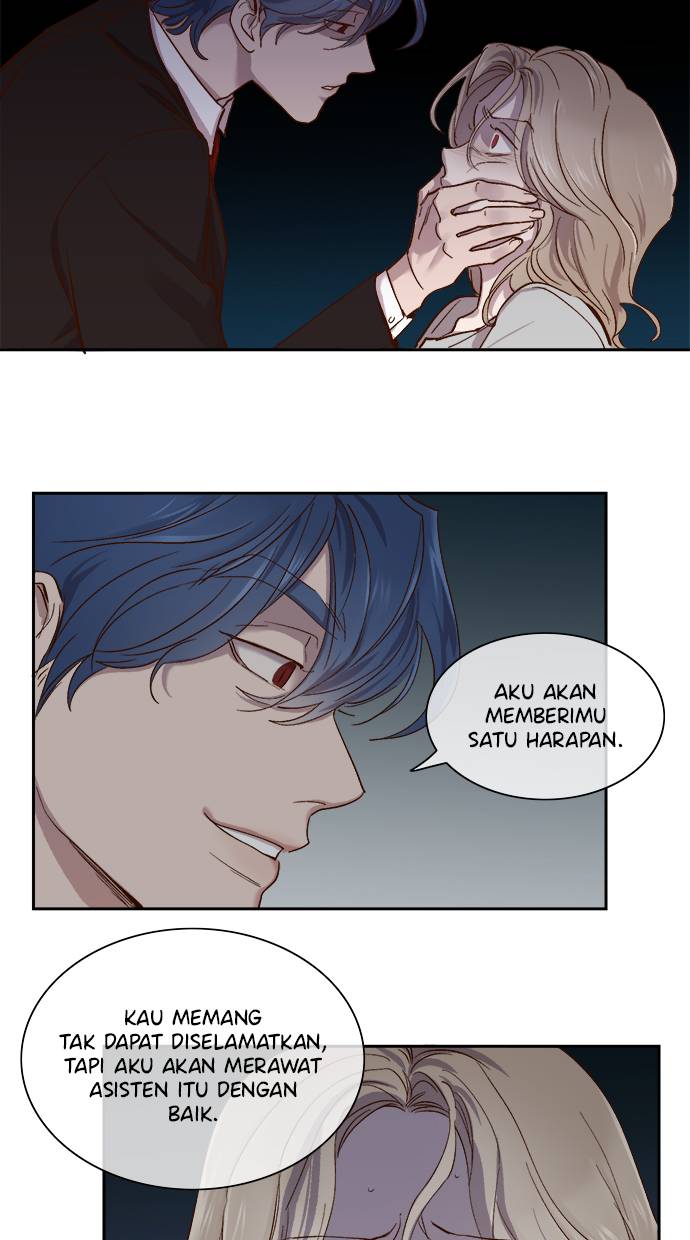 AKU AKAN
MEMBERIMU
SATU HARAPAN.
KAU MEMANG
TAK DAPAT DISELAMATKAN,
TAPI AKU AKAN MERAWAT
ASISTEN ITU DENGAN
BAIK.